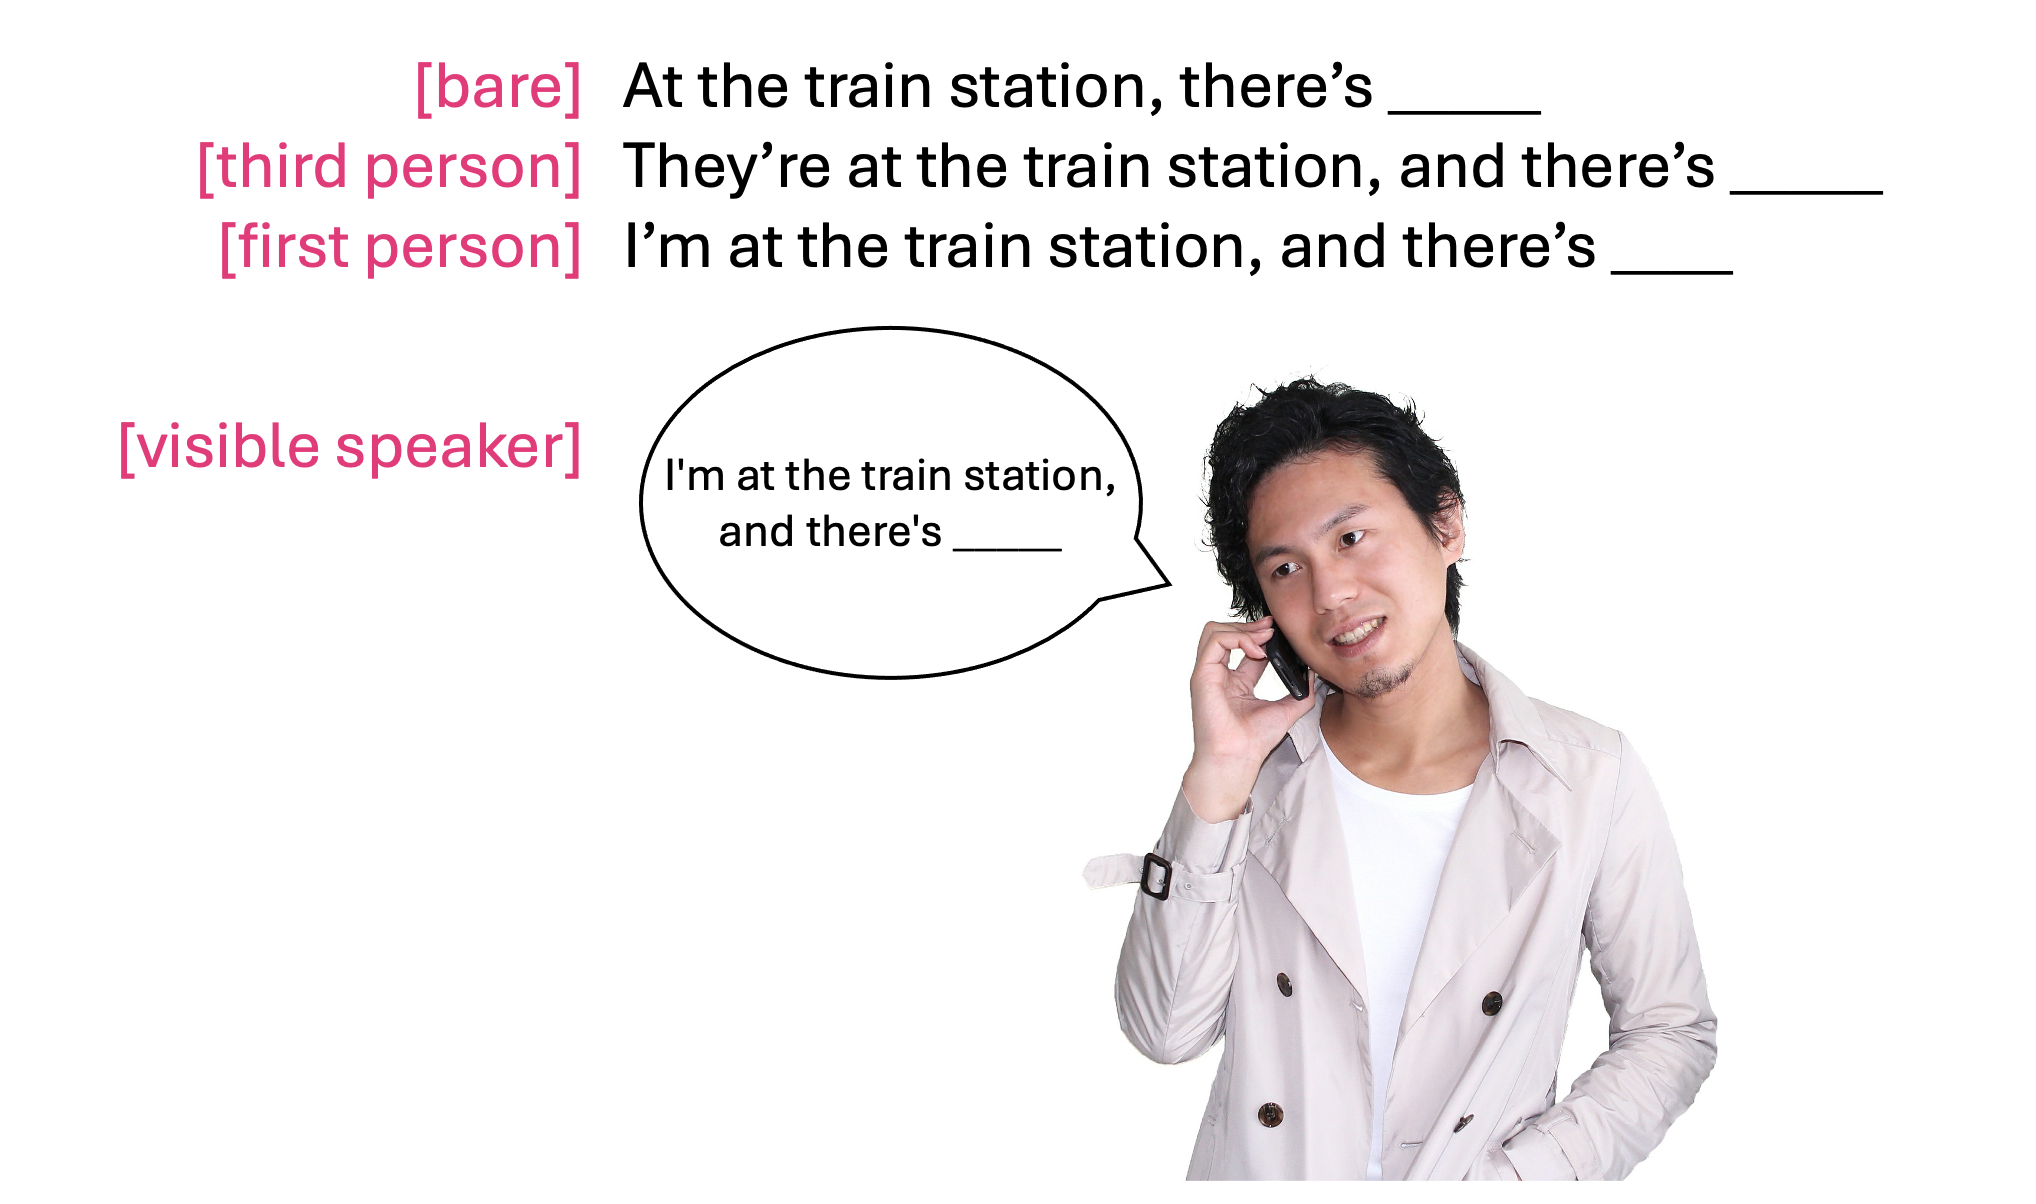 [bare] At the train station, there’s _____
[third person] They’re at the train station, and there’s _____
[first person] I’m at the train station, and there’s ____
[visible speaker]
I'm at the train station,
and there's _____